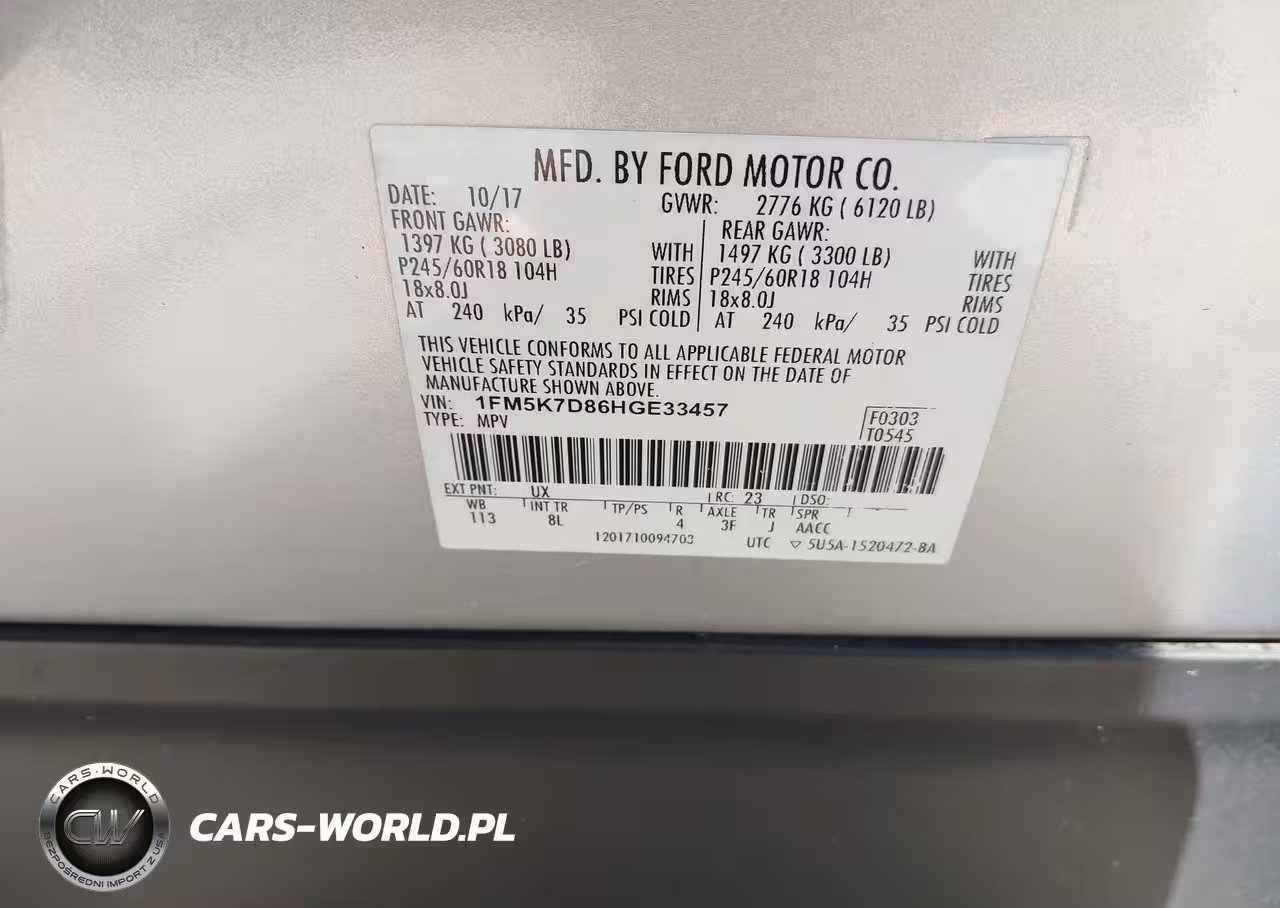 MFD. BY FORD MOTOR CO.
DATE: 10/17 GVWR: 2776 KG ( 6120 LB)
FRONT GAWR: REAR GAWR:
1397 KG ( 3080 LB) WITH 1497 KG ( 3300 LB) WITH
P245/60R18 104H TIRES P245/60R18 104H TIRES
18x8.0J RIMS 18x8.0J RIMS
AT 240 kPa/ 35 PSI COLD AT 240 kPa/ 35 PSI COLD
THIS VEHICLE CONFORMS TO ALL APPLICABLE FEDERAL MOTOR
VEHICLE SAFETY STANDARDS IN EFFECT ON THE DATE OF
MANUFACTURE SHOWN ABOVE.
VIN: 1FM5K7D86HGE33457 F0303
TYPE: MPV T0545
EXT PNT: UX RC: 23 DSO:
WB INT TR TP/PS R AXLE TR SPR
113 8L 4 3F J AACC
1201710094703 UTC ▽ 5U5A-1520472-BA
CARS-WORLD
CW
BEZPOŚREDNI IMPORT Z USA
CARS-WORLD.PL